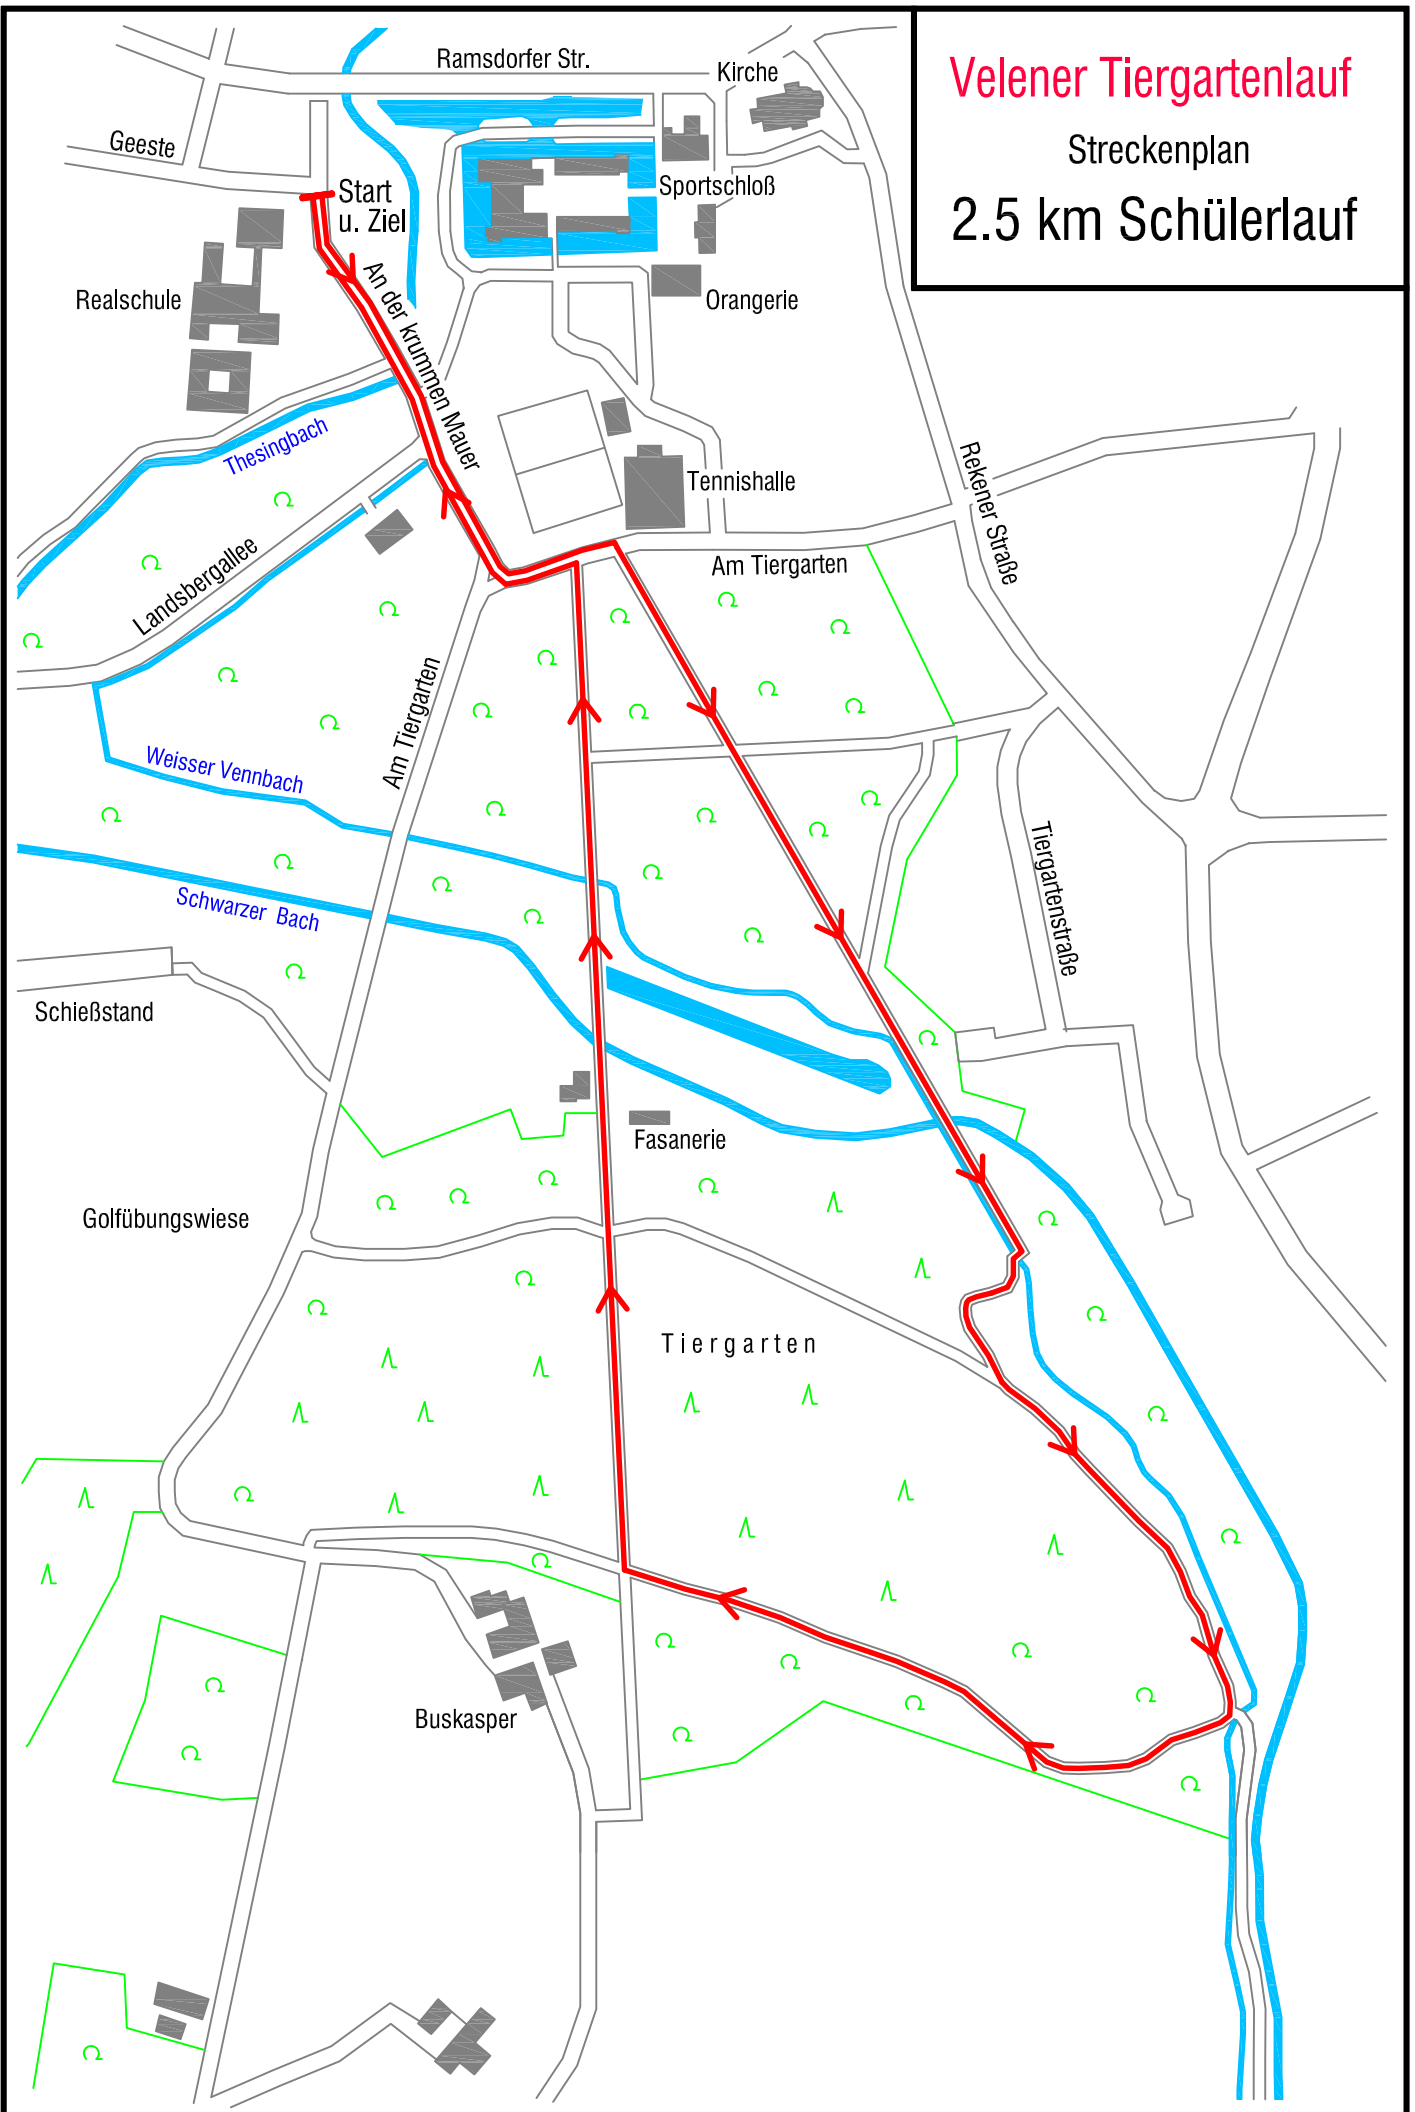 Velener Tiergartenlauf
Streckenplan
2.5 km Schülerlauf
Ramsdorfer Str.
Kirche
Geeste
Start
u. Ziel
Sportschloß
Realschule
An der krummen Mauer
Orangerie
Thesingbach
Tennishalle
Rekener Straße
Landsbergallee
Am Tiergarten
Am Tiergarten
Weisser Vennbach
Tiergartenstraße
Schwarzer Bach
Schießstand
Fasanerie
Golfübungswiese
Tiergarten
Buskasper